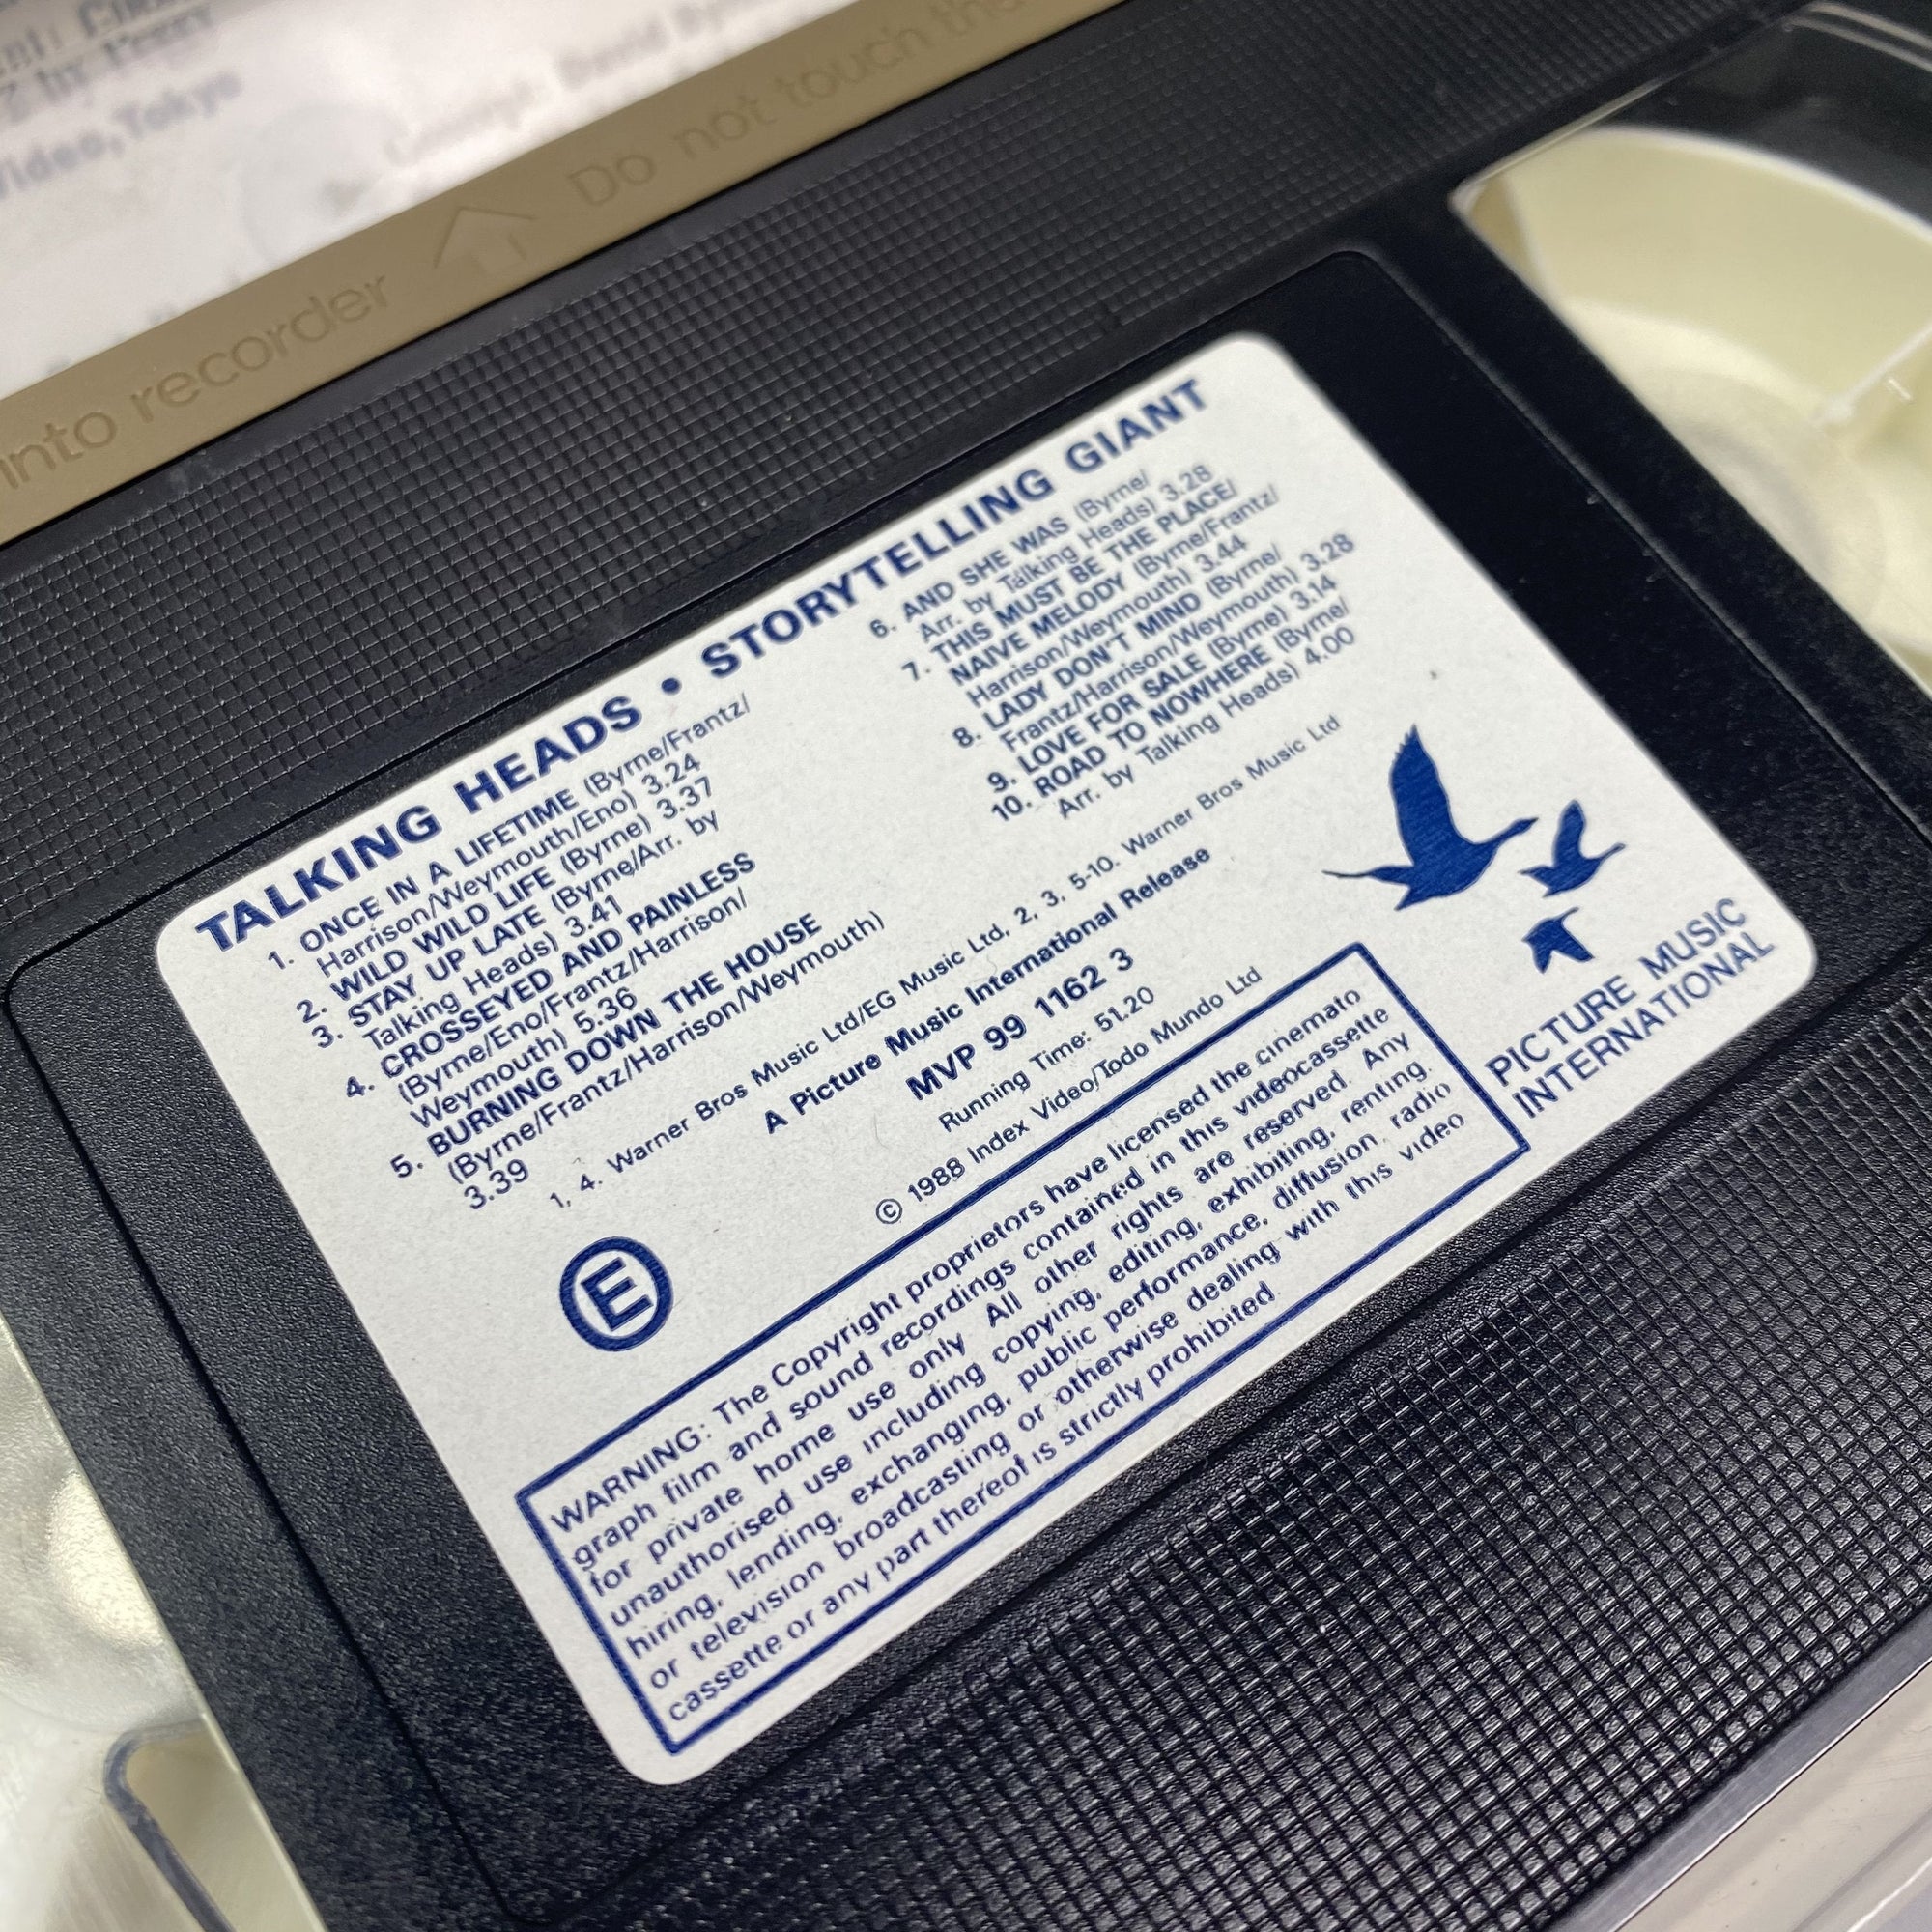 Video, Tokyo
into recorder
Do not touch the
TALKING HEADS • STORYTELLING GIANT
1. ONCE IN A LIFETIME (Byrne/Frantz/
Harrison/Weymouth/Eno) 3.24
2. WILD WILD LIFE (Byrne) 3.37
3. STAY UP LATE (Byrne/Arr. by
Talking Heads) 3.41
4. CROSSEYED AND PAINLESS
(Byrne/Eno/Frantz/Harrison/
Weymouth) 5.36
5. BURNING DOWN THE HOUSE
(Byrne/Frantz/Harrison/Weymouth)
3.39
6. AND SHE WAS (Byrne/
Arr. by Talking Heads) 3.28
7. THIS MUST BE THE PLACE/
NAIVE MELODY (Byrne/Frantz/
Harrison/Weymouth) 3.44
8. LADY DON'T MIND (Byrne/
Frantz/Harrison/Weymouth) 3.28
9. LOVE FOR SALE (Byrne) 3.14
10. ROAD TO NOWHERE (Byrne/
Arr. by Talking Heads) 4.00
1, 4. Warner Bros Music Ltd/EG Music Ltd, 2, 3, 5-10. Warner Bros Music Ltd
A Picture Music International Release
MVP 99 1162 3
Running Time: 51.20
© 1988 Index Video/Todo Mundo Ltd
E
PICTURE MUSIC
INTERNATIONAL
WARNING: The Copyright proprietors have licensed the cinemato
graph film and sound recordings contained in this videocassette
for private home use only All other rights are reserved. Any
unauthorised use including copying, editing, exhibiting, renting,
hiring, lending, exchanging, public performance, diffusion, radio
or television broadcasting or otherwise dealing with this video
cassette or any part thereof is strictly prohibited.